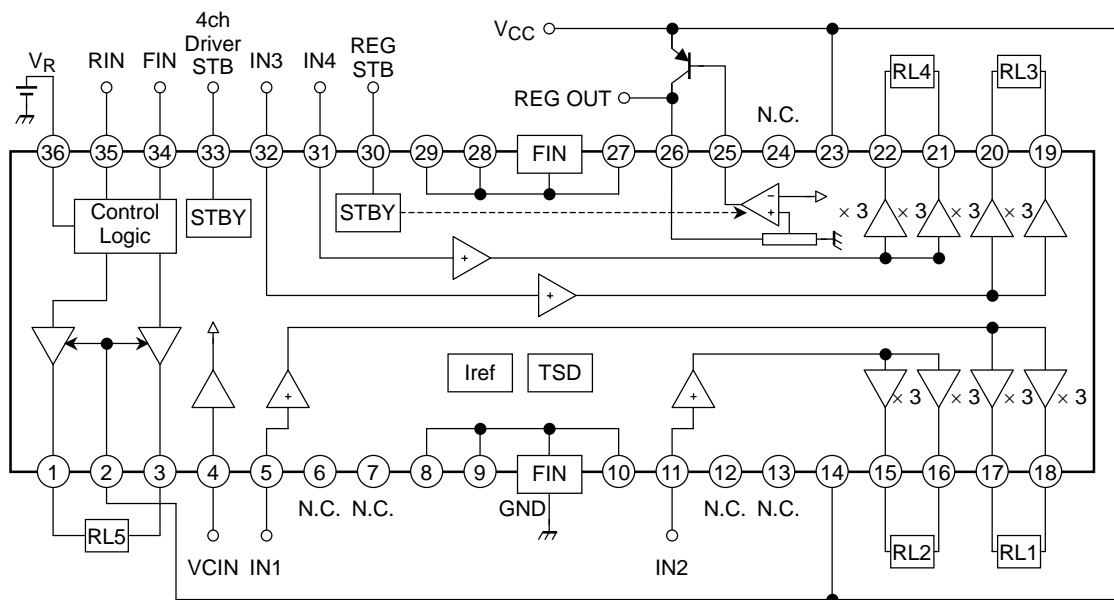 4ch
Driver
STB
REG
STB
VR
RIN
FIN
IN3
IN4
VCC
REG OUT
N.C.
RL4
RL3
36
35
34
33
32
31
30
29
28
FIN
27
26
25
24
23
22
21
20
19
Control
Logic
STBY
STBY
−
+
× 3
× 3
× 3
× 3
+
+
Iref
TSD
+
+
× 3
× 3
× 3
× 3
1
2
3
4
5
6
7
8
9
FIN
10
11
12
13
14
15
16
17
18
N.C.
N.C.
GND
N.C.
N.C.
RL5
VCIN
IN1
IN2
RL2
RL1